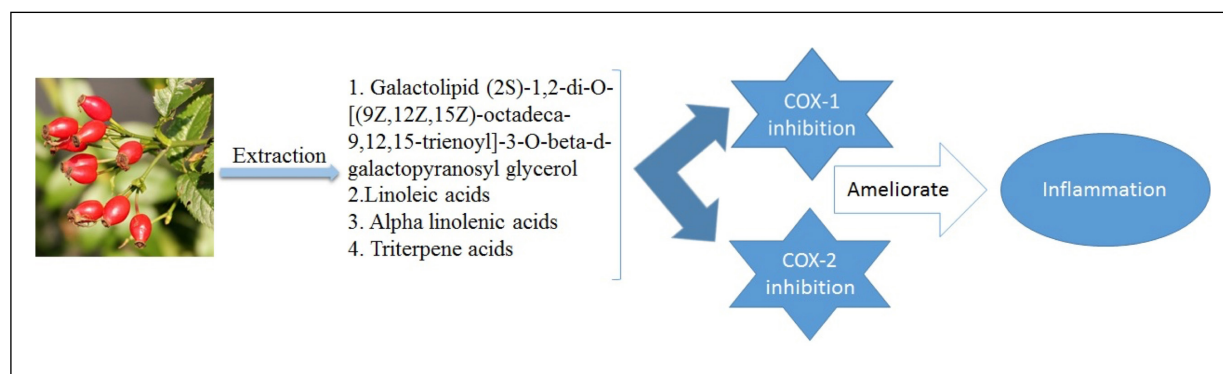 Extraction
1. Galactolipid (2S)-1,2-di-O-
[(9Z,12Z,15Z)-octadeca-
9,12,15-trienoyl]-3-O-beta-d-
galactopyranosyl glycerol
2.Linoleic acids
3. Alpha linolenic acids
4. Triterpene acids
COX-1
inhibition
COX-2
inhibition
Ameliorate
Inflammation